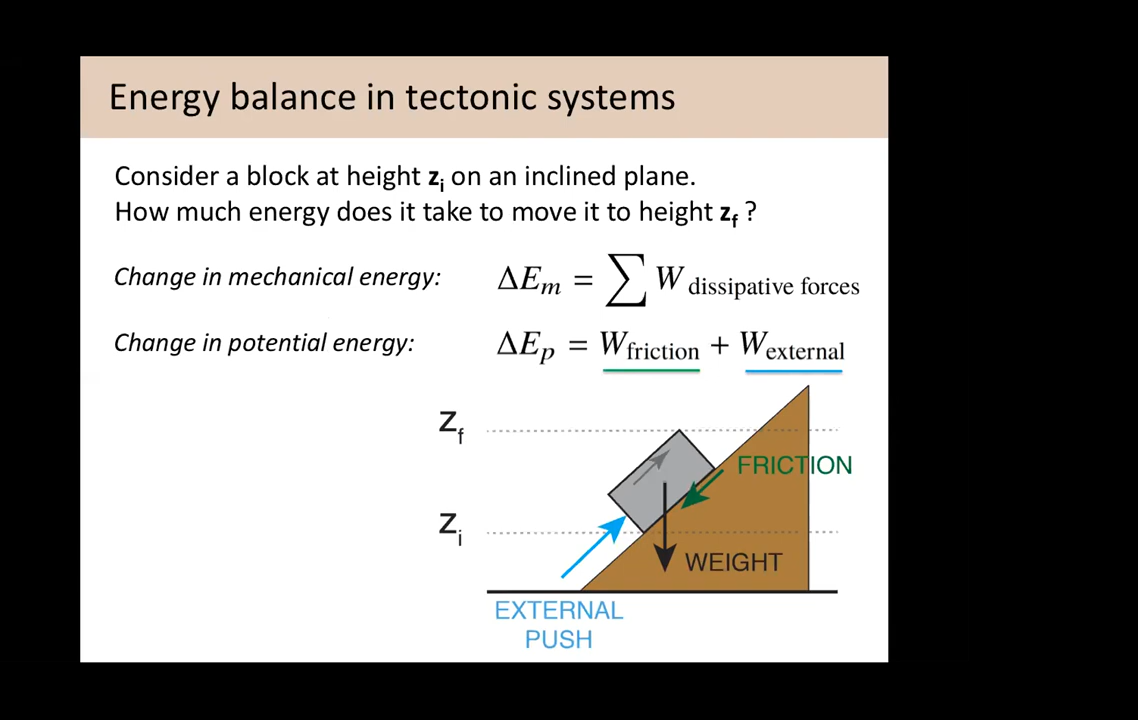 Energy balance in tectonic systems
Consider a block at height zᵢ on an inclined plane.
How much energy does it take to move it to height z_f ?
Change in mechanical energy: ΔE_m = ∑ W dissipative forces
Change in potential energy: ΔE_p = W_friction + W_external
Z_f
FRICTION
Z_i
WEIGHT
EXTERNAL
PUSH